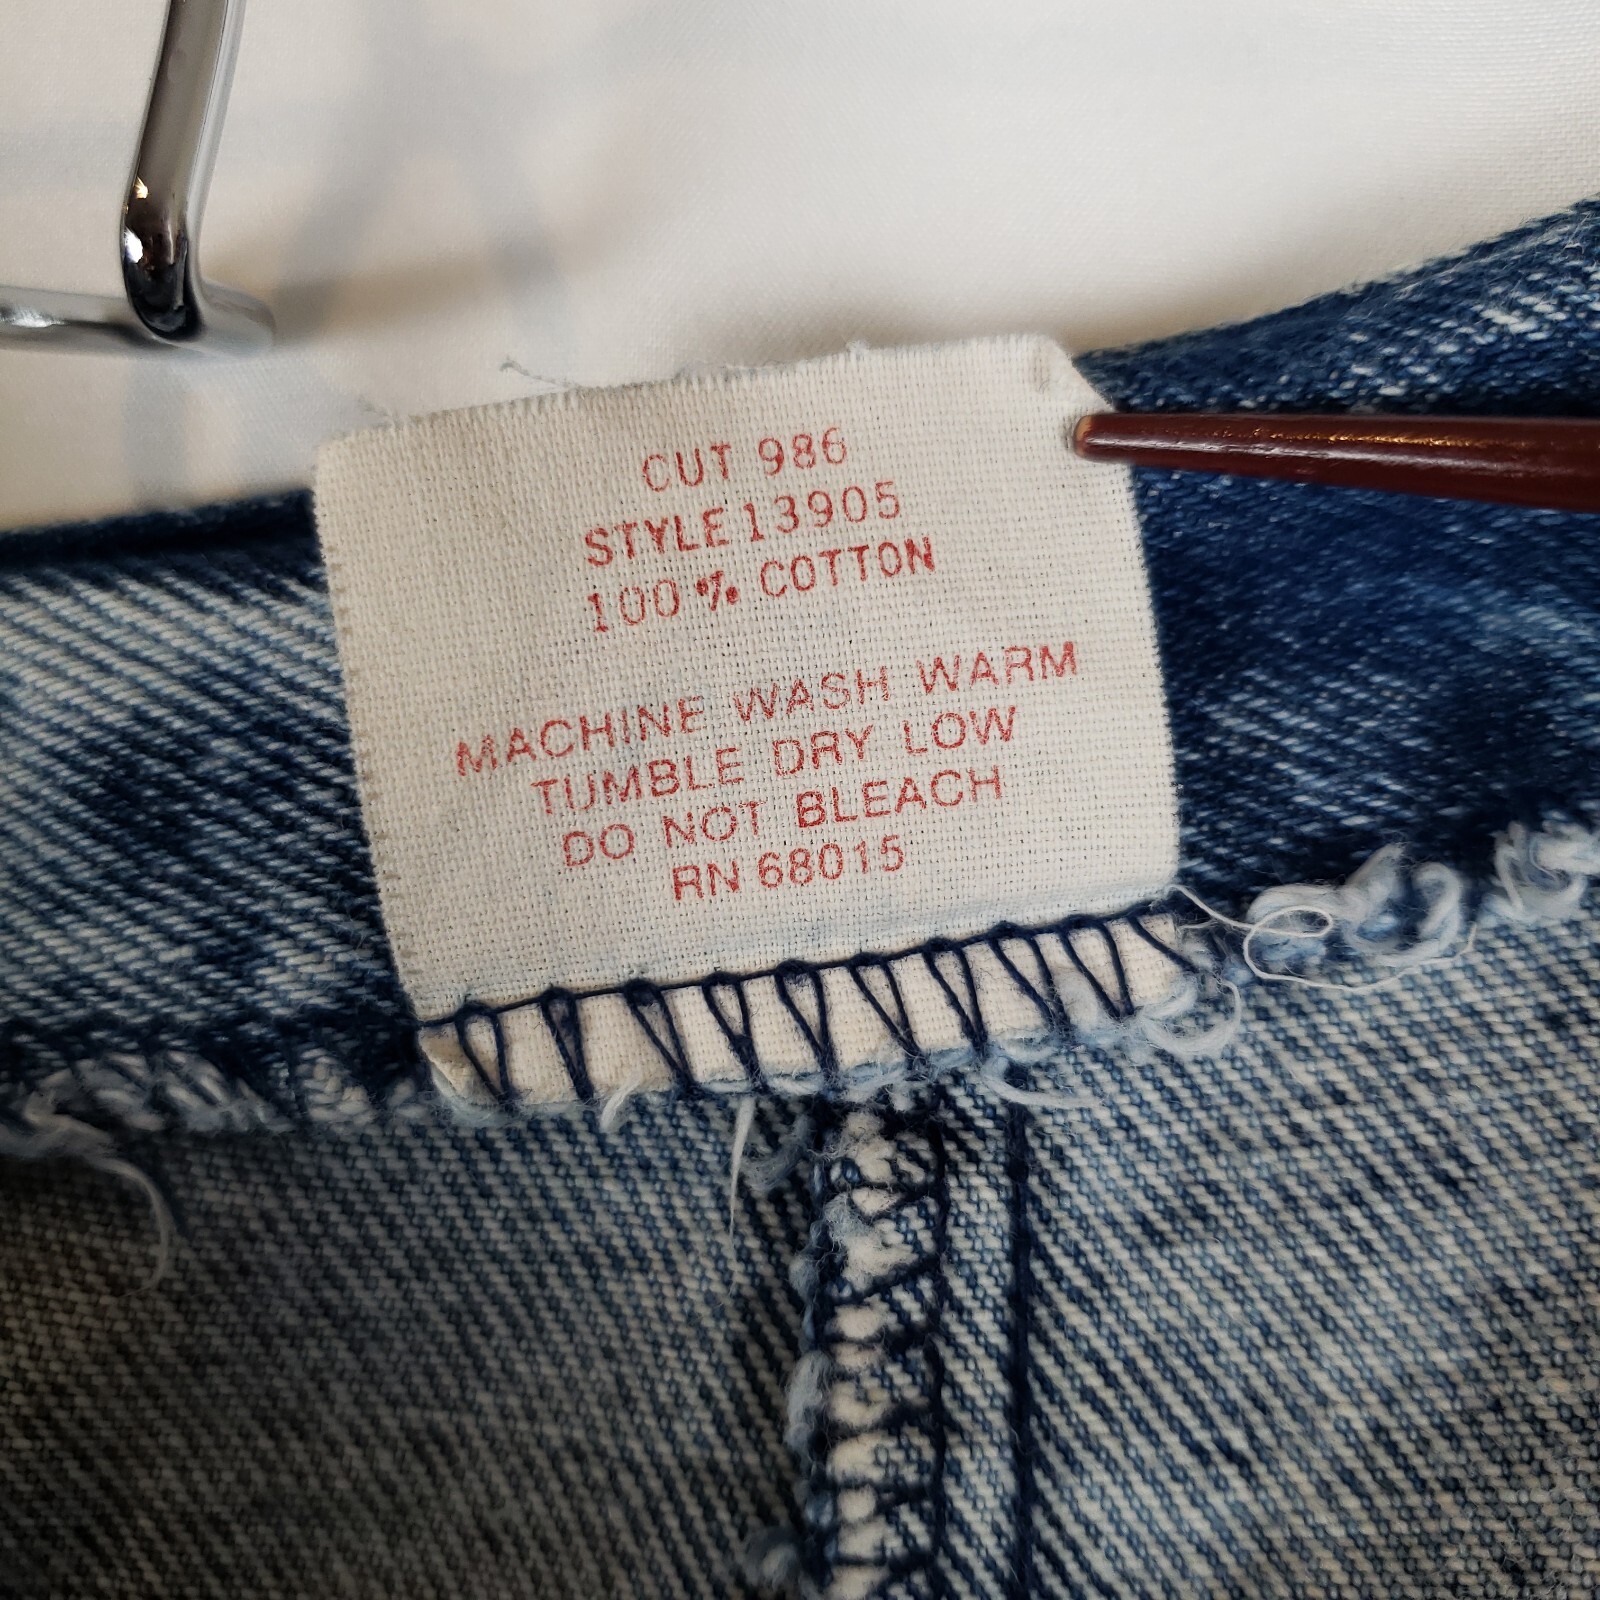 CUT 986
STYLE 13905
100% COTTON
MACHINE WASH WARM
TUMBLE DRY LOW
DO NOT BLEACH
RN 68015